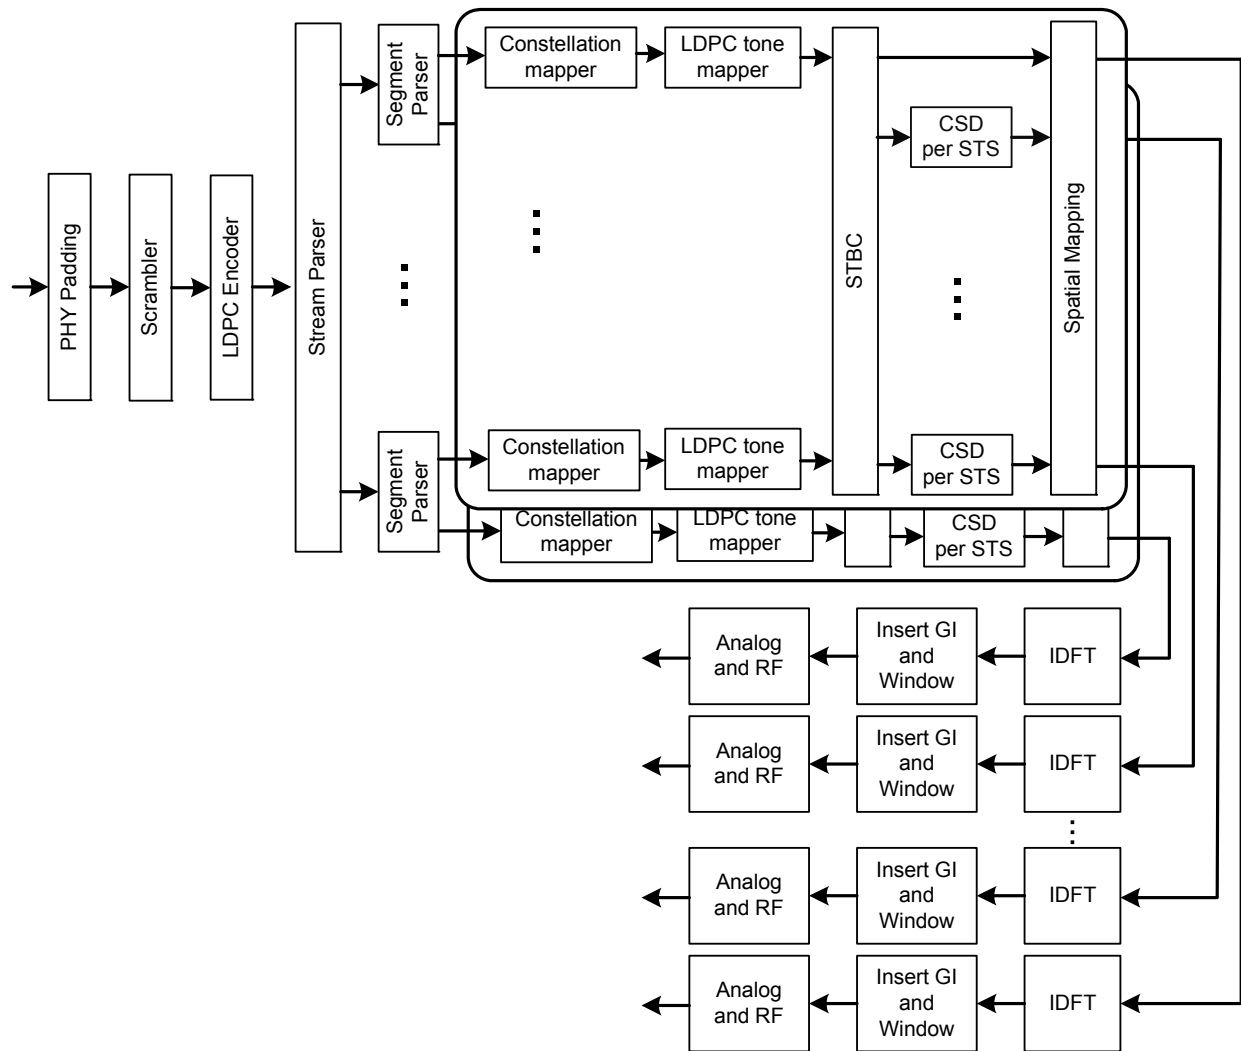 PHY Padding
Scrambler
LDPC Encoder
Stream Parser
Segment
Parser
Constellation
mapper
LDPC tone
mapper
STBC
CSD
per STS
Spatial Mapping
Segment
Parser
Constellation
mapper
LDPC tone
mapper
CSD
per STS
Constellation
mapper
LDPC tone
mapper
CSD
per STS
Analog
and RF
Insert GI
and
Window
IDFT
Analog
and RF
Insert GI
and
Window
IDFT
Analog
and RF
Insert GI
and
Window
IDFT
Analog
and RF
Insert GI
and
Window
IDFT